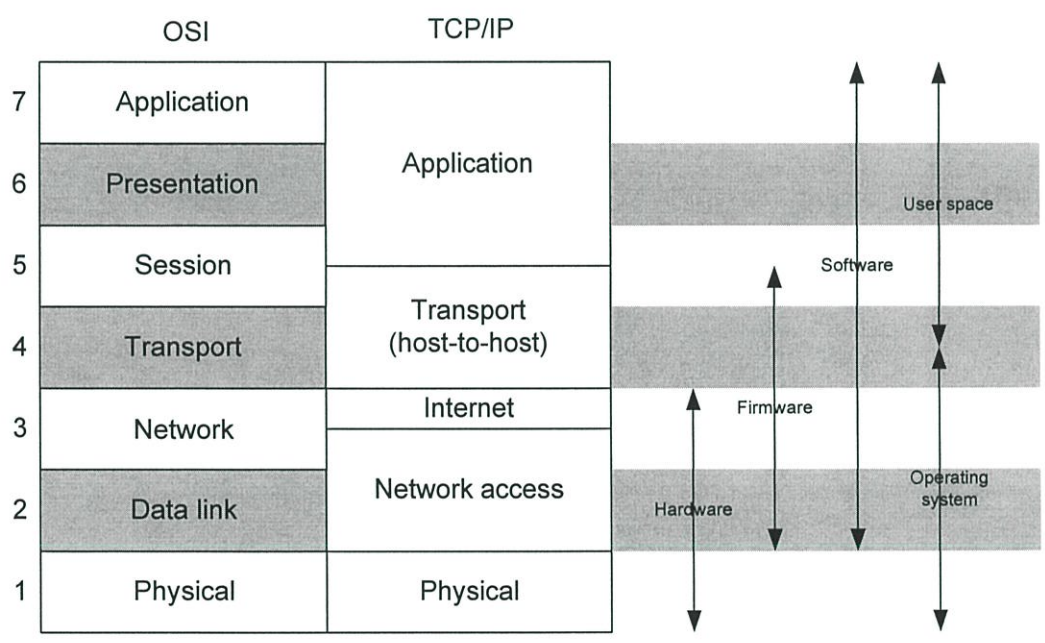 OSI
TCP/IP
7
Application
Application
6
Presentation
User space
5
Session
Software
Transport
(host-to-host)
4
Transport
Internet
Firmware
3
Network
Network access
Operating
system
2
Data link
Hardware
1
Physical
Physical